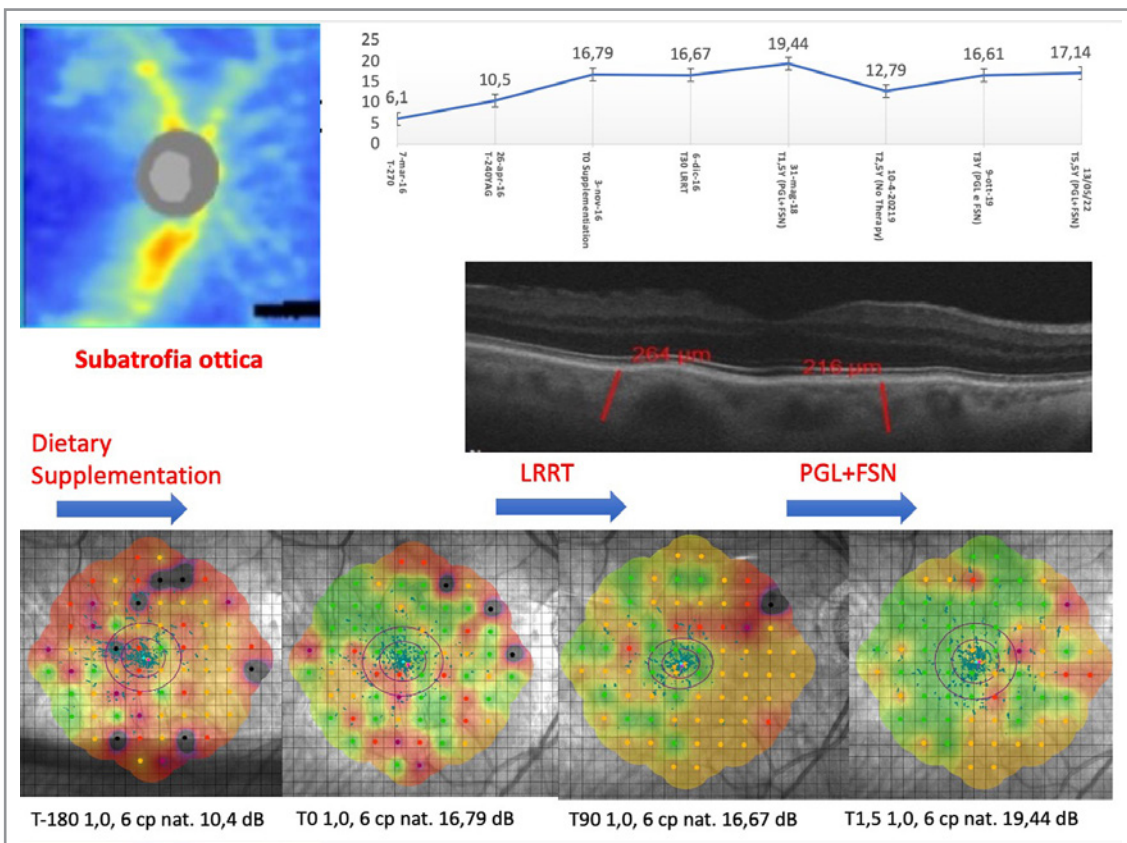 25
20
15
10
5
0
6,1
10,5
16,79
16,67
19,44
12,79
16,61
17,14
7-mar-16
T-270
26-apr-16
T-240YAG
3-nov-16
T0 Supplementiation
6-dic-16
T30 LRRT
31-mag-18
T1,5Y (PGL+FSN)
10-4-20219
T2,5Y (No Therapy)
9-ott-19
T3Y (PGL e FSN)
13/05/22
T5,5Y (PGL+FSN)
Subatrofia ottica
264 µm
216 µm
Dietary
Supplementation
LRRT
PGL+FSN
T-180 1,0, 6 cp nat. 10,4 dB
T0 1,0, 6 cp nat. 16,79 dB
T90 1,0, 6 cp nat. 16,67 dB
T1,5 1,0, 6 cp nat. 19,44 dB